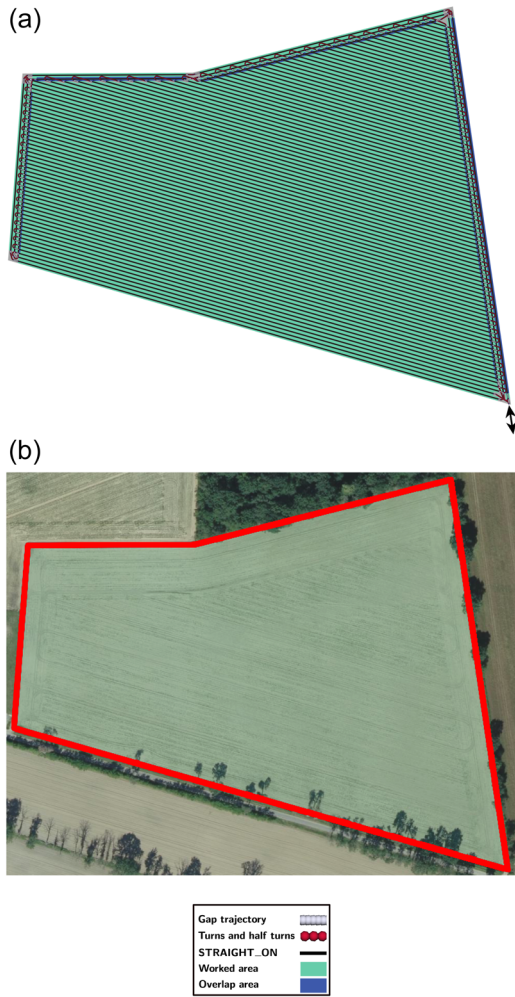 (a)
(b)
Gap trajectory
Turns and half turns
STRAIGHT_ON
Worked area
Overlap area